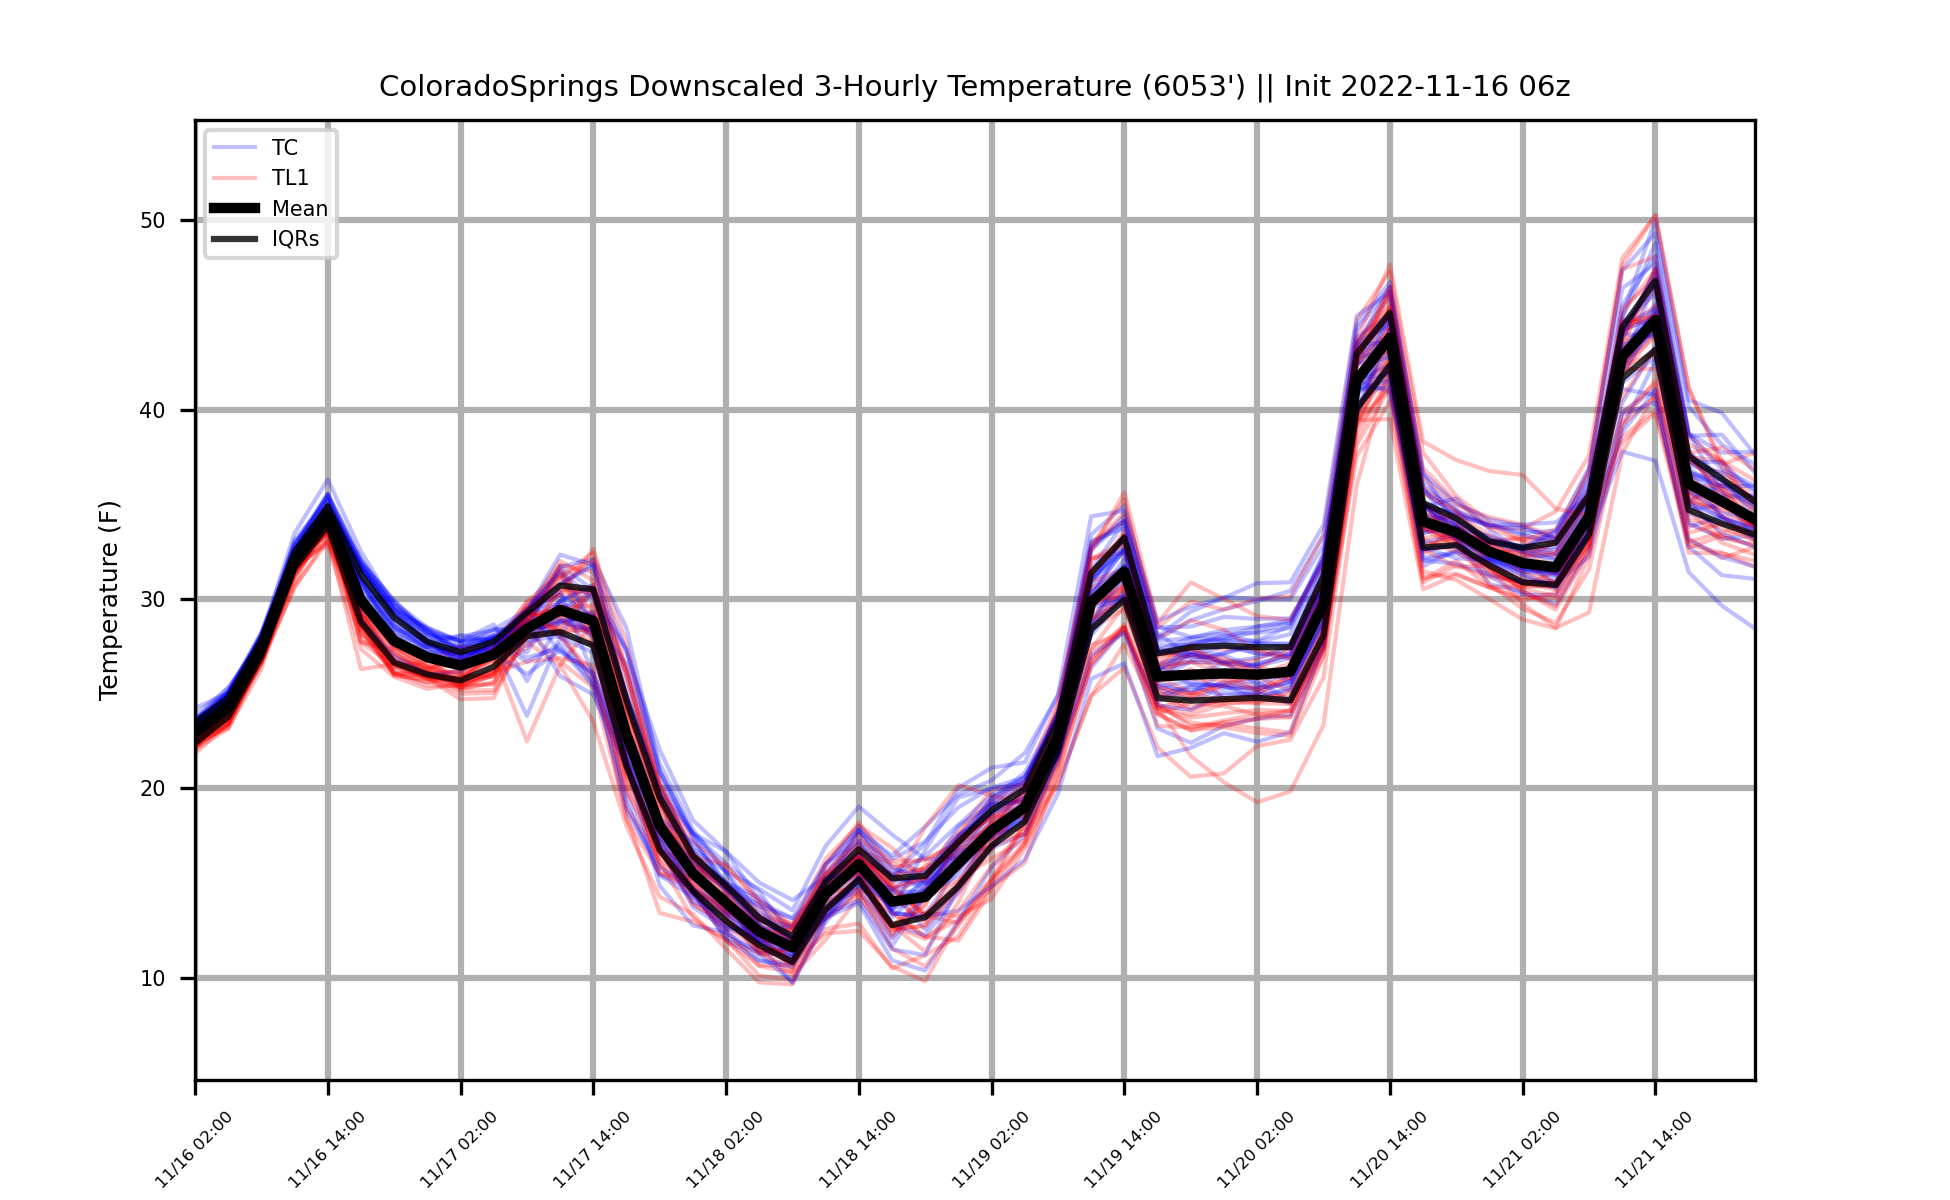 ColoradoSprings Downscaled 3-Hourly Temperature (6053') || Init 2022-11-16 06z
TC
TL1
Mean
IQRs
Temperature (F)
50
40
30
20
10
11/16 02:00
11/16 14:00
11/17 02:00
11/17 14:00
11/18 02:00
11/18 14:00
11/19 02:00
11/19 14:00
11/20 02:00
11/20 14:00
11/21 02:00
11/21 14:00